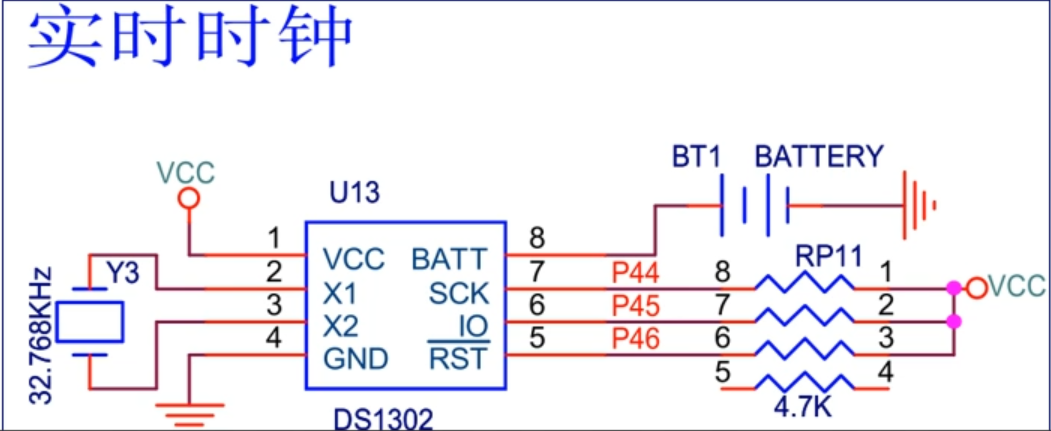 实时时钟
BT1 BATTERY
VCC
U13
1 8
VCC BATT
2 7 P44 8 RP11 1
Y3 X1 SCK VCC
3 6 P45 7 2
X2 IO
4 5 P46 6 3
GND RST
5 4
32.768KHz
4.7K
DS1302